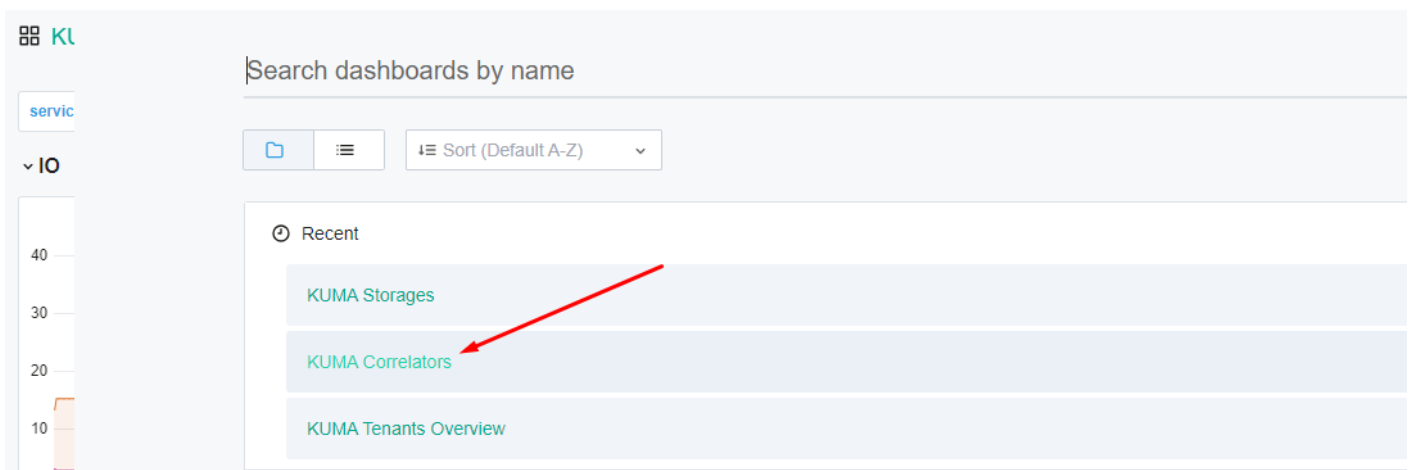 KU
Search dashboards by name
servic
IO
Sort (Default A-Z)
Recent
40
KUMA Storages
30
KUMA Correlators
20
KUMA Tenants Overview
10